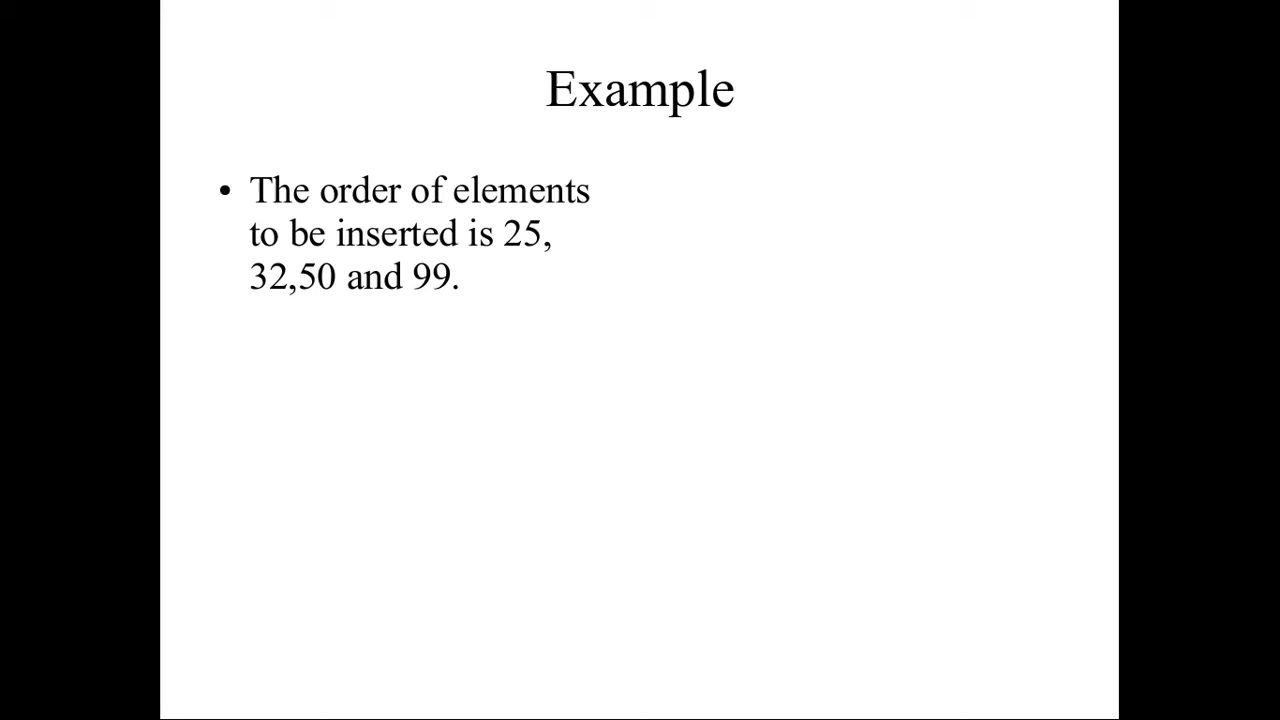 Example
• The order of elements
to be inserted is 25,
32,50 and 99.